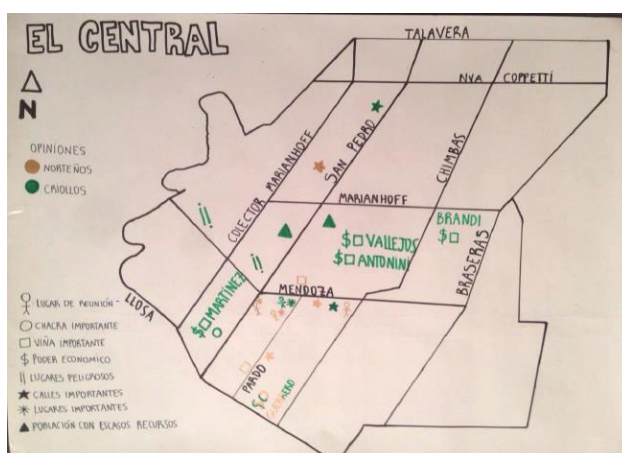 EL CENTRAL
TALAVERA
NVA COPPETTI
N
OPINIONES
NORTEÑOS
CRIOLLOS
COLECTOR MARIANHOFF
SAN PEDRO
CHIMBAS
MARIANHOFF
BRANDI
$
$ VALLEJOS
$ ANTONINI
BRASERAS
MENDOZA
$ MARTINEZ
LLOSA
PARDO
GUERRERO
LUGAR DE REUNIÓN
CHACRA IMPORTANTE
VIÑA IMPORTANTE
$ PODER ECONOMICO
LUGARES PELIGROSOS
CALLES IMPORTANTES
LUGARES IMPORTANTES
POBLACIÓN CON ESCASOS RECURSOS